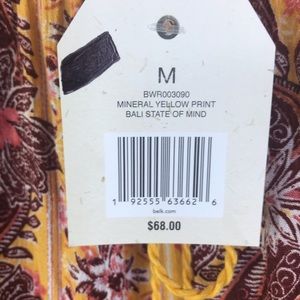 M
BWR003090
MINERAL YELLOW PRINT
BALI STATE OF MIND
1 92555 63662 6
belk.com
$68.00